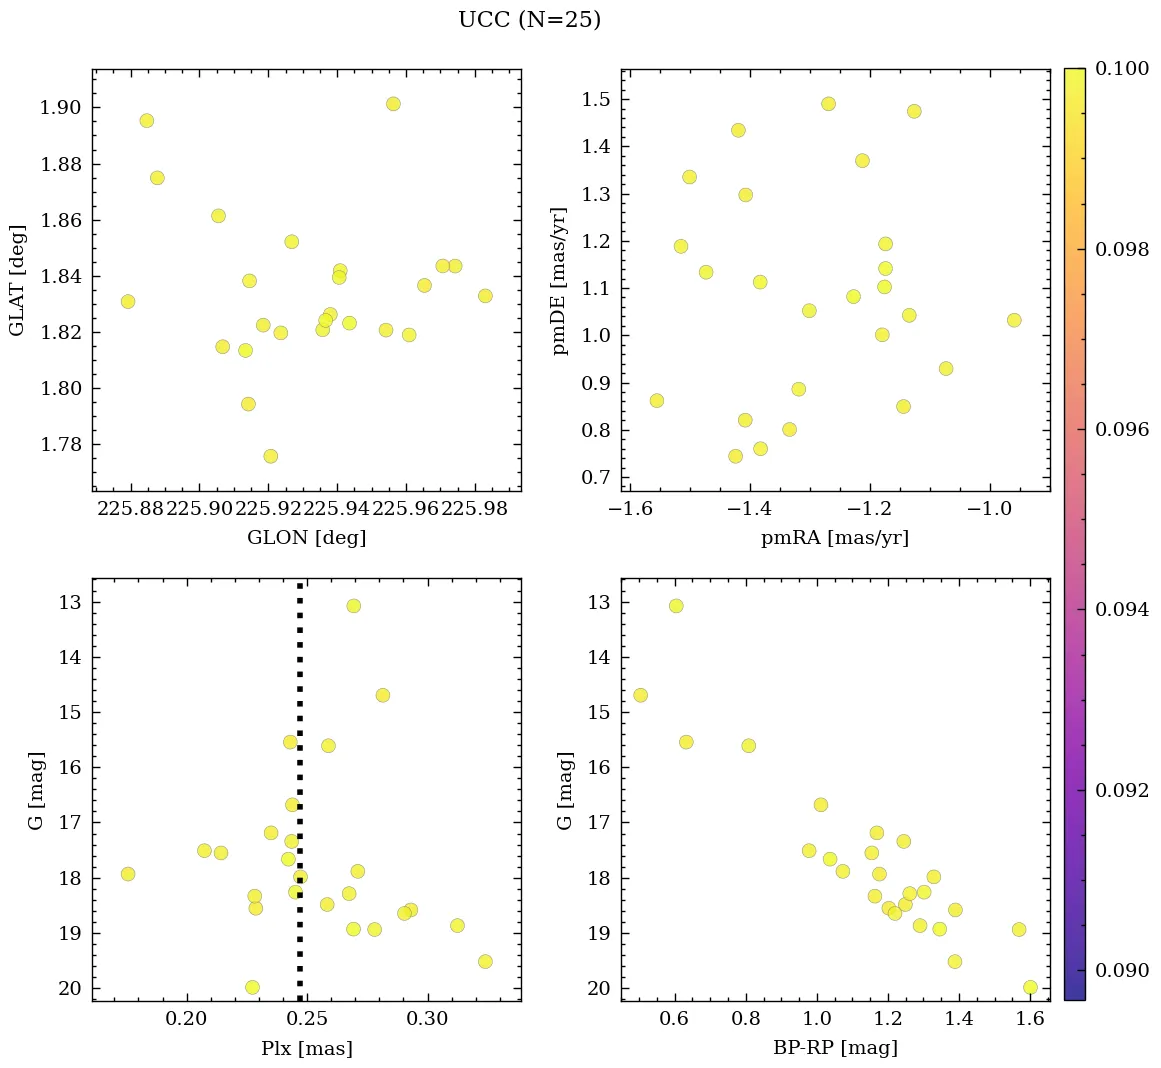 UCC (N=25)
1.90
1.88
1.86
1.84
1.82
1.80
1.78
GLAT [deg]
225.88 225.90 225.92 225.94 225.96 225.98
GLON [deg]
1.5
1.4
1.3
1.2
1.1
1.0
0.9
0.8
0.7
pmDE [mas/yr]
−1.6 −1.4 −1.2 −1.0
pmRA [mas/yr]
13
14
15
16
17
18
19
20
G [mag]
0.20 0.25 0.30
Plx [mas]
13
14
15
16
17
18
19
20
G [mag]
0.6 0.8 1.0 1.2 1.4 1.6
BP-RP [mag]
0.100
0.098
0.096
0.094
0.092
0.090